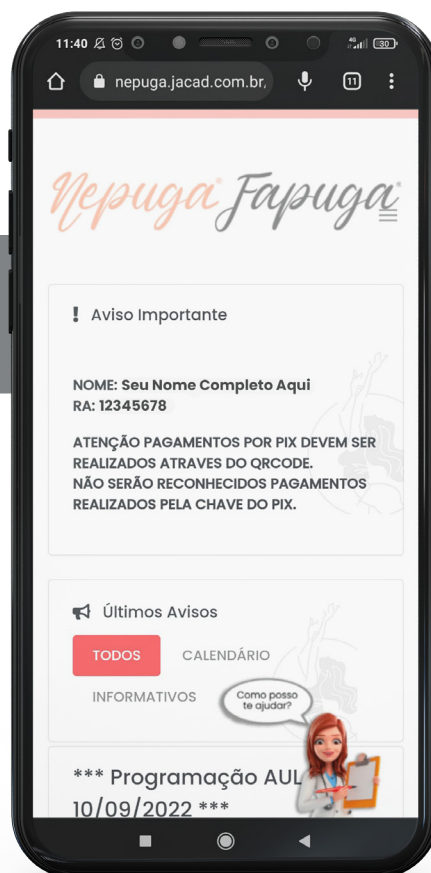 11:40
4G
30
nepuga.jacad.com.br,
11
Nepuga® Fapuga®
! Aviso Importante
NOME: Seu Nome Completo Aqui
RA: 12345678
ATENÇÃO PAGAMENTOS POR PIX DEVEM SER
REALIZADOS ATRAVES DO QRCODE.
NÃO SERÃO RECONHECIDOS PAGAMENTOS
REALIZADOS PELA CHAVE DO PIX.
Últimos Avisos
TODOS CALENDÁRIO
INFORMATIVOS
Como posso
te ajudar?
*** Programação AUL
10/09/2022 ***